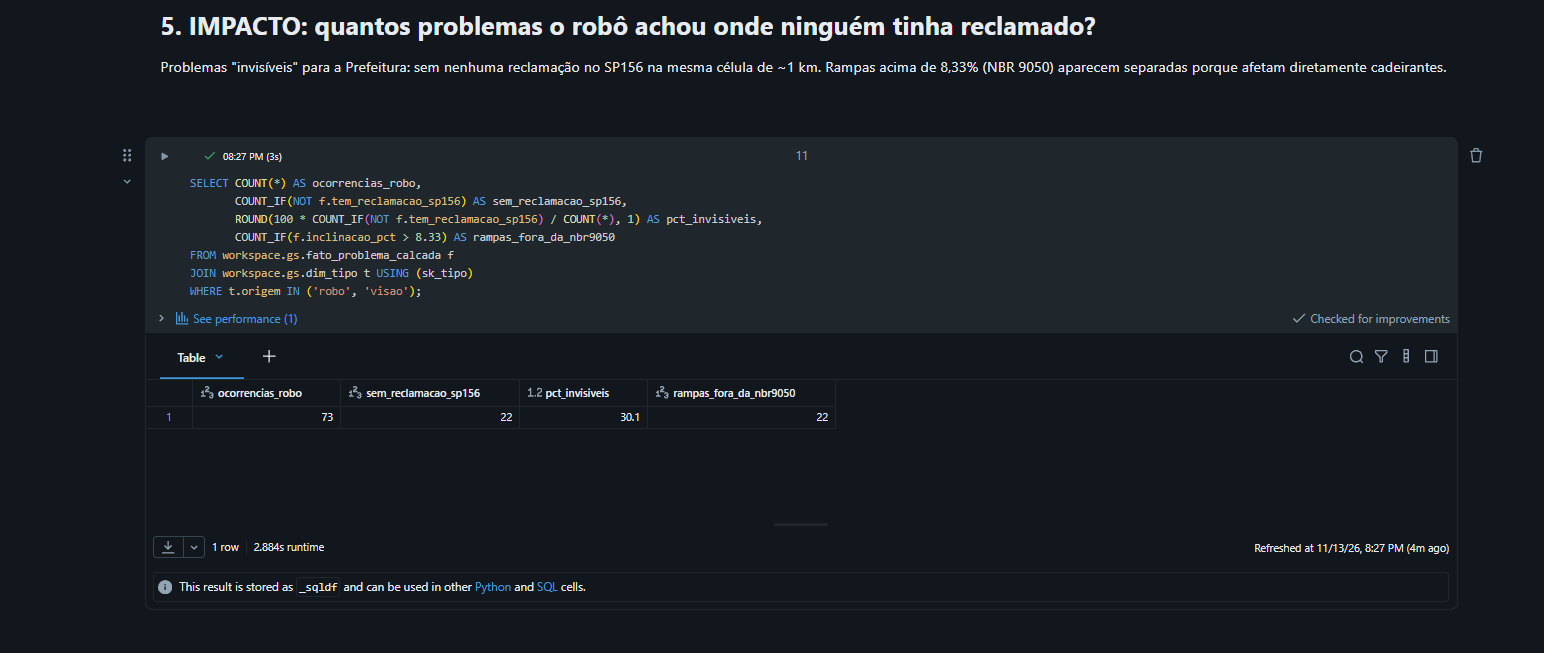 5. IMPACTO: quantos problemas o robô achou onde ninguém tinha reclamado?
Problemas "invisíveis" para a Prefeitura: sem nenhuma reclamação no SP156 na mesma célula de ~1 km. Rampas acima de 8,33% (NBR 9050) aparecem separadas porque afetam diretamente cadeirantes.
08:27 PM (3s)
11
SELECT COUNT(*) AS ocorrencias_robo,
COUNT_IF(NOT f.tem_reclamacao_sp156) AS sem_reclamacao_sp156,
ROUND(100 * COUNT_IF(NOT f.tem_reclamacao_sp156) / COUNT(*), 1) AS pct_invisiveis,
COUNT_IF(f.inclinacao_pct > 8.33) AS rampas_fora_da_nbr9050
FROM workspace.gs.fato_problema_calcada f
JOIN workspace.gs.dim_tipo t USING (sk_tipo)
WHERE t.origem IN ('robo', 'visao');
See performance (1)
Checked for improvements
Table
1²3 ocorrencias_robo 1²3 sem_reclamacao_sp156 1.2 pct_invisiveis 1²3 rampas_fora_da_nbr9050
1 73 22 30.1 22
1 row 2.884s runtime
Refreshed at 11/13/26, 8:27 PM (4m ago)
This result is stored as _sqldf and can be used in other Python and SQL cells.